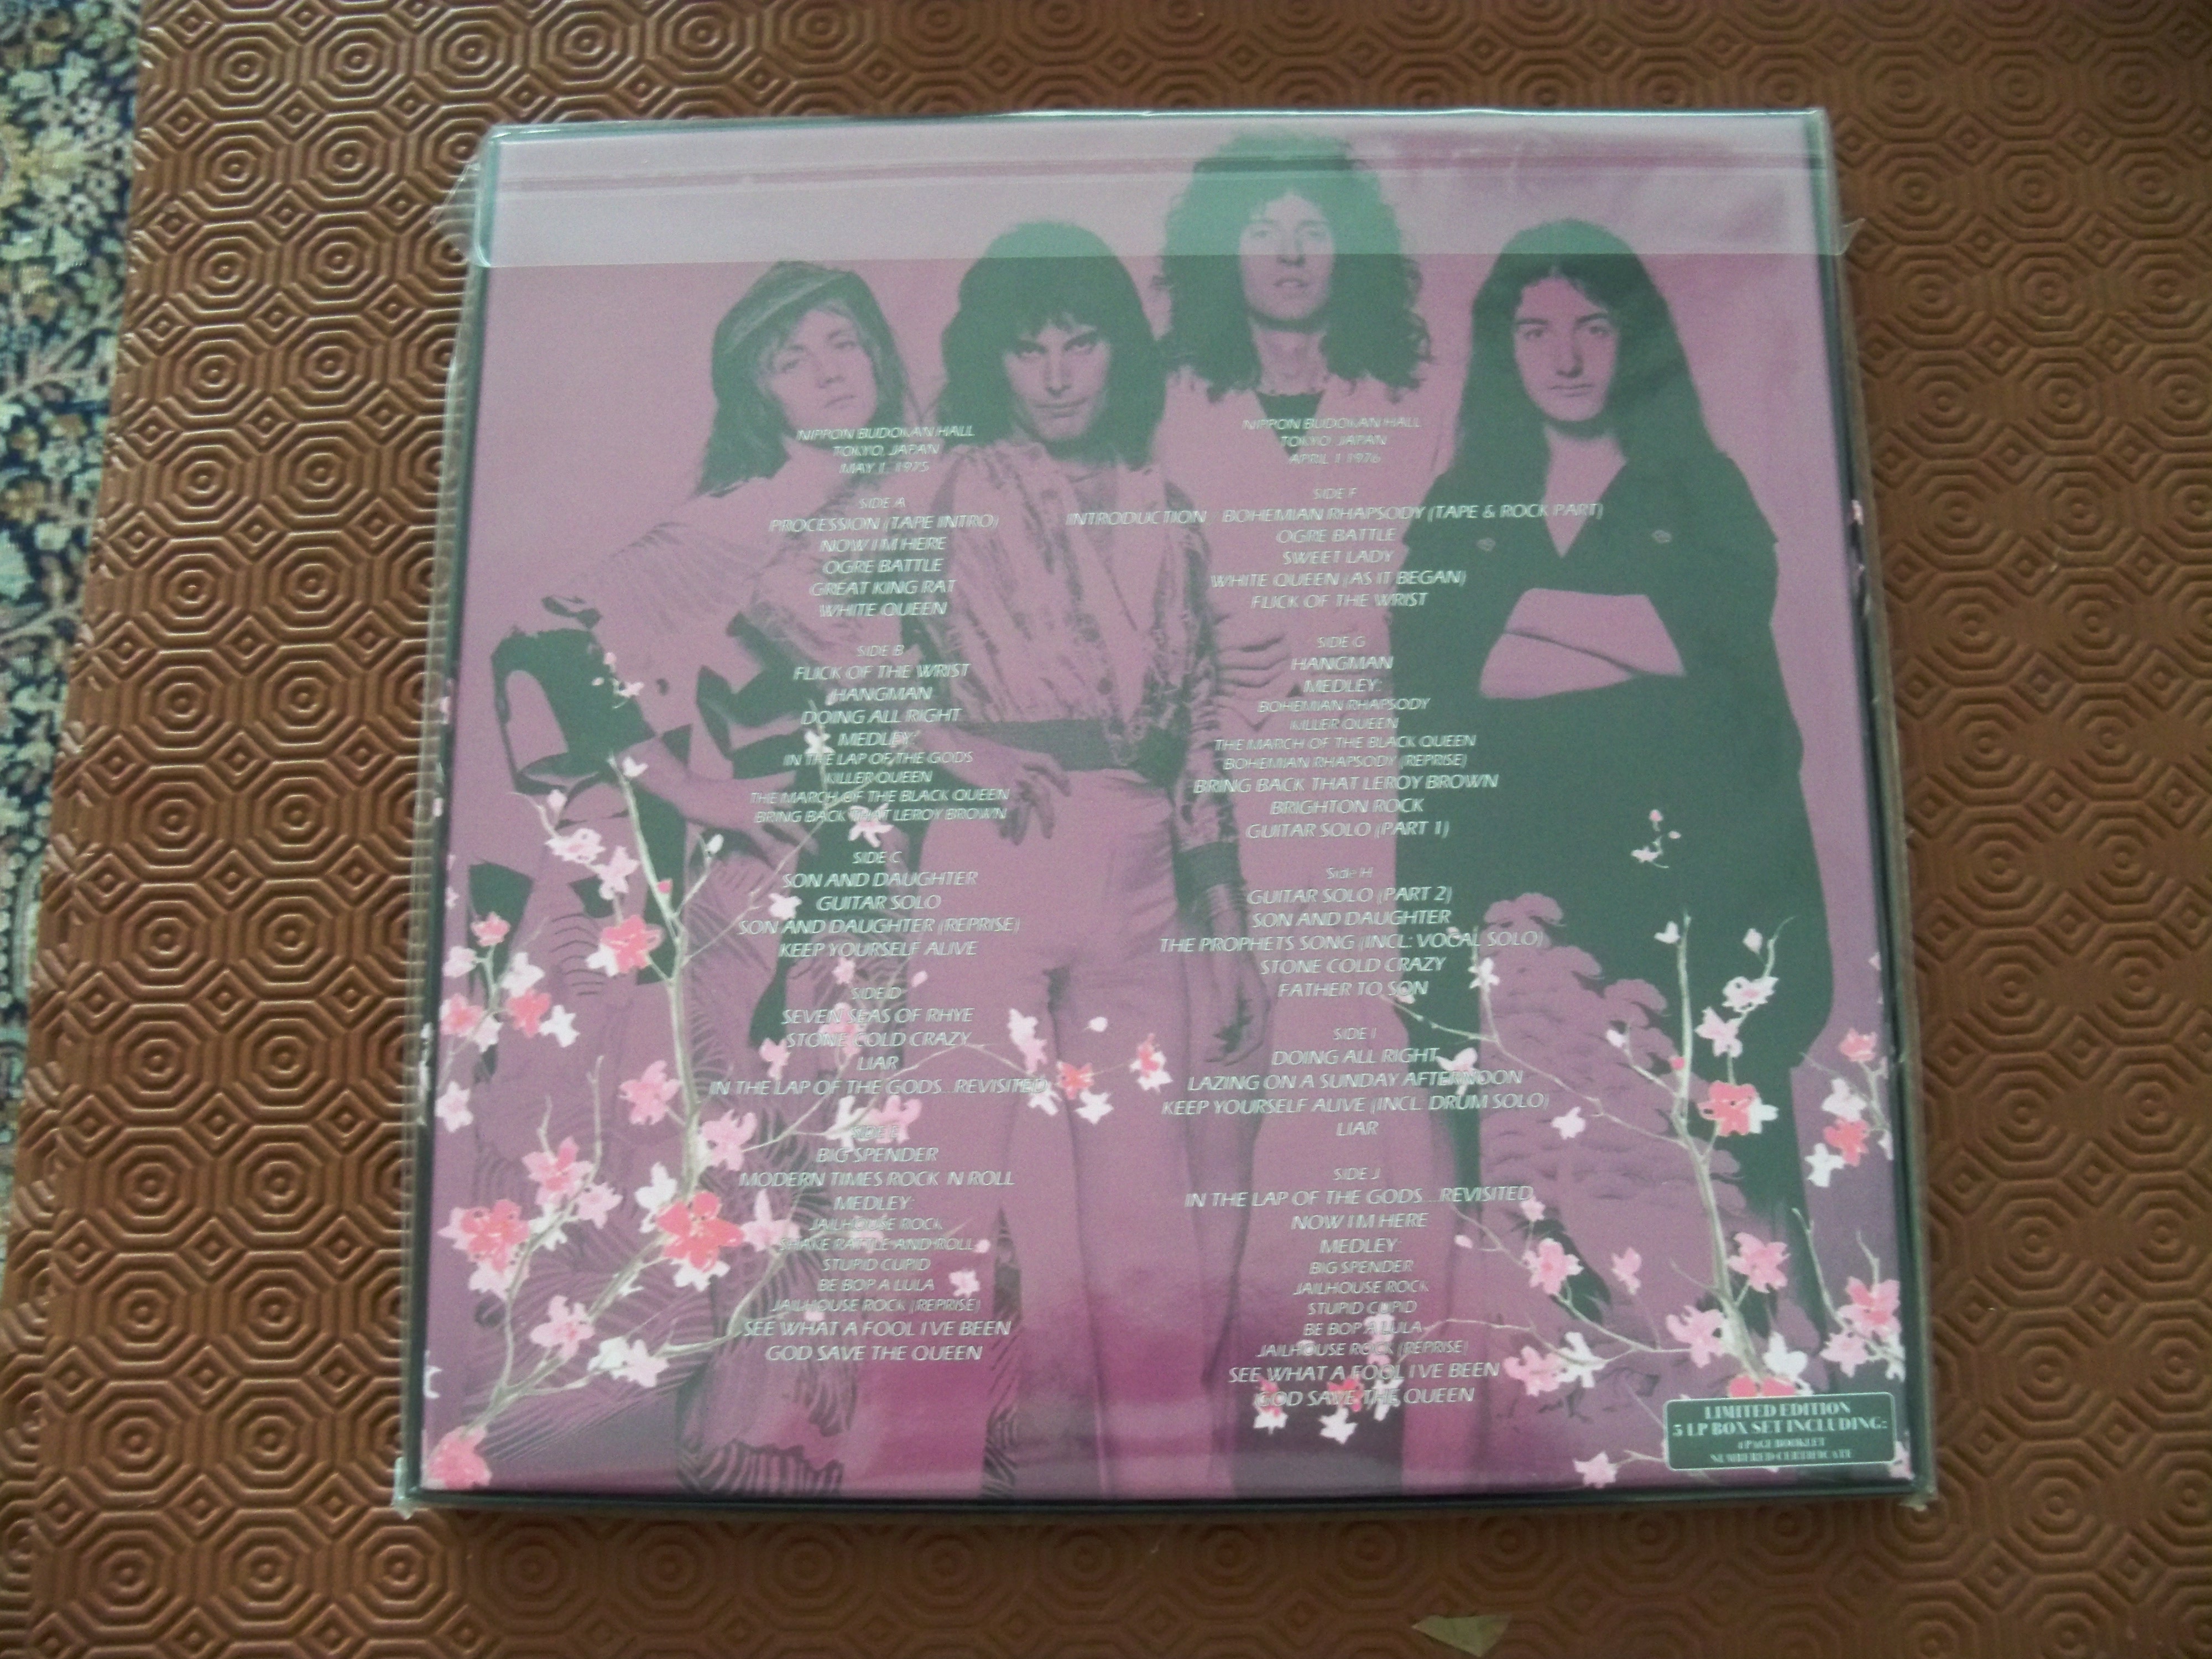 NIPPON BUDOKAN HALL
TOKYO, JAPAN
MAY 1, 1975
SIDE A
PROCESSION (TAPE INTRO)
NOW I'M HERE
OGRE BATTLE
GREAT KING RAT
WHITE QUEEN
SIDE B
FLICK OF THE WRIST
HANGMAN
DOING ALL RIGHT
MEDLEY:
IN THE LAP OF THE GODS
KILLER QUEEN
THE MARCH OF THE BLACK QUEEN
BRING BACK THAT LEROY BROWN
SIDE C
SON AND DAUGHTER
GUITAR SOLO
SON AND DAUGHTER (REPRISE)
KEEP YOURSELF ALIVE
SIDE D
SEVEN SEAS OF RHYE
STONE COLD CRAZY
LIAR
IN THE LAP OF THE GODS...REVISITED
SIDE E
BIG SPENDER
MODERN TIMES ROCK 'N ROLL
MEDLEY:
JAILHOUSE ROCK
SHAKE RATTLE AND ROLL
STUPID CUPID
BE BOP A LULA
JAILHOUSE ROCK (REPRISE)
SEE WHAT A FOOL I'VE BEEN
GOD SAVE THE QUEEN
NIPPON BUDOKAN HALL
TOKYO, JAPAN
APRIL 1 1976
SIDE F
INTRODUCTION - BOHEMIAN RHAPSODY (TAPE & ROCK PART)
OGRE BATTLE
SWEET LADY
WHITE QUEEN (AS IT BEGAN)
FLICK OF THE WRIST
SIDE G
HANGMAN
MEDLEY:
BOHEMIAN RHAPSODY
KILLER QUEEN
THE MARCH OF THE BLACK QUEEN
BOHEMIAN RHAPSODY (REPRISE)
BRING BACK THAT LEROY BROWN
BRIGHTON ROCK
GUITAR SOLO (PART 1)
Side H
GUITAR SOLO (PART 2)
SON AND DAUGHTER
THE PROPHETS SONG (INCL: VOCAL SOLO)
STONE COLD CRAZY
FATHER TO SON
SIDE I
DOING ALL RIGHT
LAZING ON A SUNDAY AFTERNOON
KEEP YOURSELF ALIVE (INCL: DRUM SOLO)
LIAR
SIDE J
IN THE LAP OF THE GODS...REVISITED
NOW I'M HERE
MEDLEY:
BIG SPENDER
JAILHOUSE ROCK
STUPID CUPID
BE BOP A LULA
JAILHOUSE ROCK (REPRISE)
SEE WHAT A FOOL I'VE BEEN
GOD SAVE THE QUEEN
LIMITED EDITION
5 LP BOX SET INCLUDING:
4 PAGE BOOKLET
NUMBERED CERTIFICATE